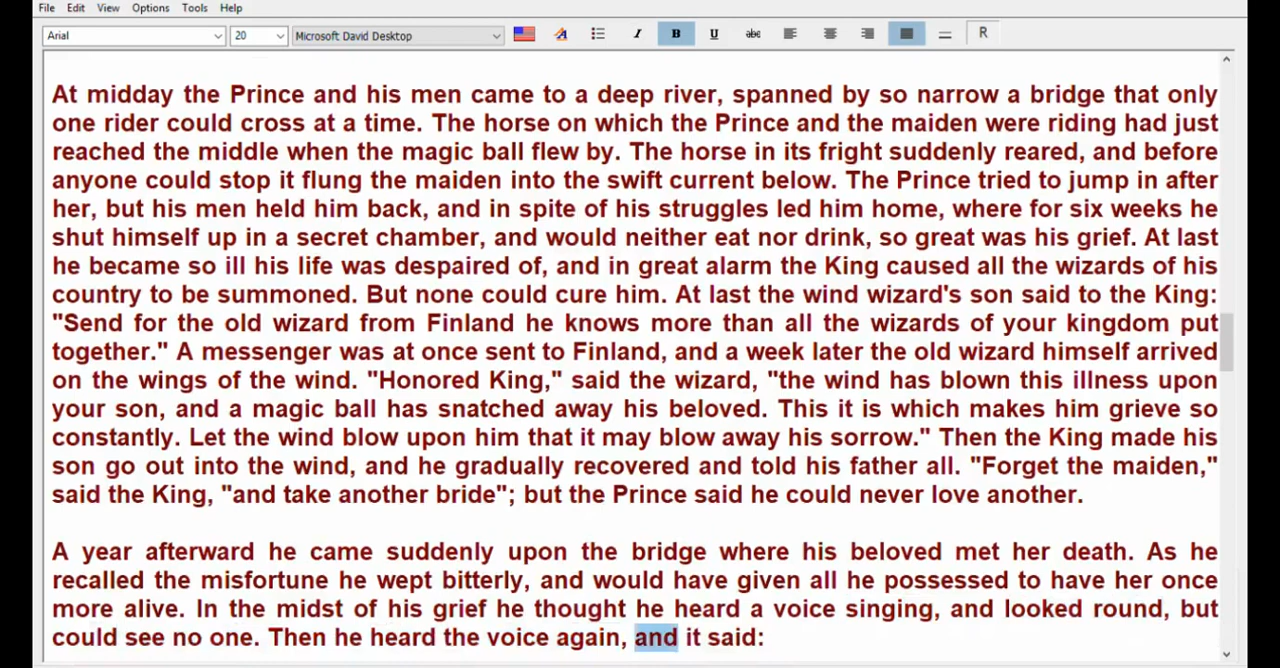 File Edit View Options Tools Help
Arial 20 Microsoft David Desktop A I B U abc R
At midday the Prince and his men came to a deep river, spanned by so narrow a bridge that only
one rider could cross at a time. The horse on which the Prince and the maiden were riding had just
reached the middle when the magic ball flew by. The horse in its fright suddenly reared, and before
anyone could stop it flung the maiden into the swift current below. The Prince tried to jump in after
her, but his men held him back, and in spite of his struggles led him home, where for six weeks he
shut himself up in a secret chamber, and would neither eat nor drink, so great was his grief. At last
he became so ill his life was despaired of, and in great alarm the King caused all the wizards of his
country to be summoned. But none could cure him. At last the wind wizard's son said to the King:
"Send for the old wizard from Finland he knows more than all the wizards of your kingdom put
together." A messenger was at once sent to Finland, and a week later the old wizard himself arrived
on the wings of the wind. "Honored King," said the wizard, "the wind has blown this illness upon
your son, and a magic ball has snatched away his beloved. This it is which makes him grieve so
constantly. Let the wind blow upon him that it may blow away his sorrow." Then the King made his
son go out into the wind, and he gradually recovered and told his father all. "Forget the maiden,"
said the King, "and take another bride"; but the Prince said he could never love another.
A year afterward he came suddenly upon the bridge where his beloved met her death. As he
recalled the misfortune he wept bitterly, and would have given all he possessed to have her once
more alive. In the midst of his grief he thought he heard a voice singing, and looked round, but
could see no one. Then he heard the voice again, and it said: